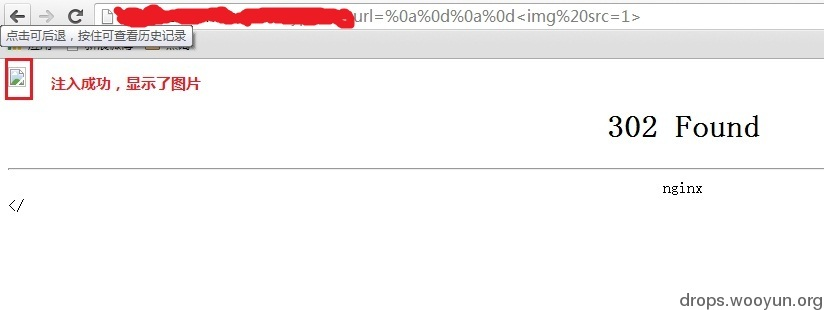 url=%0a%0d%0a%0d<img%20src=1>
点击可后退，按住可查看历史记录
注入成功，显示了图片
302 Found
nginx
</
drops.wooyun.org